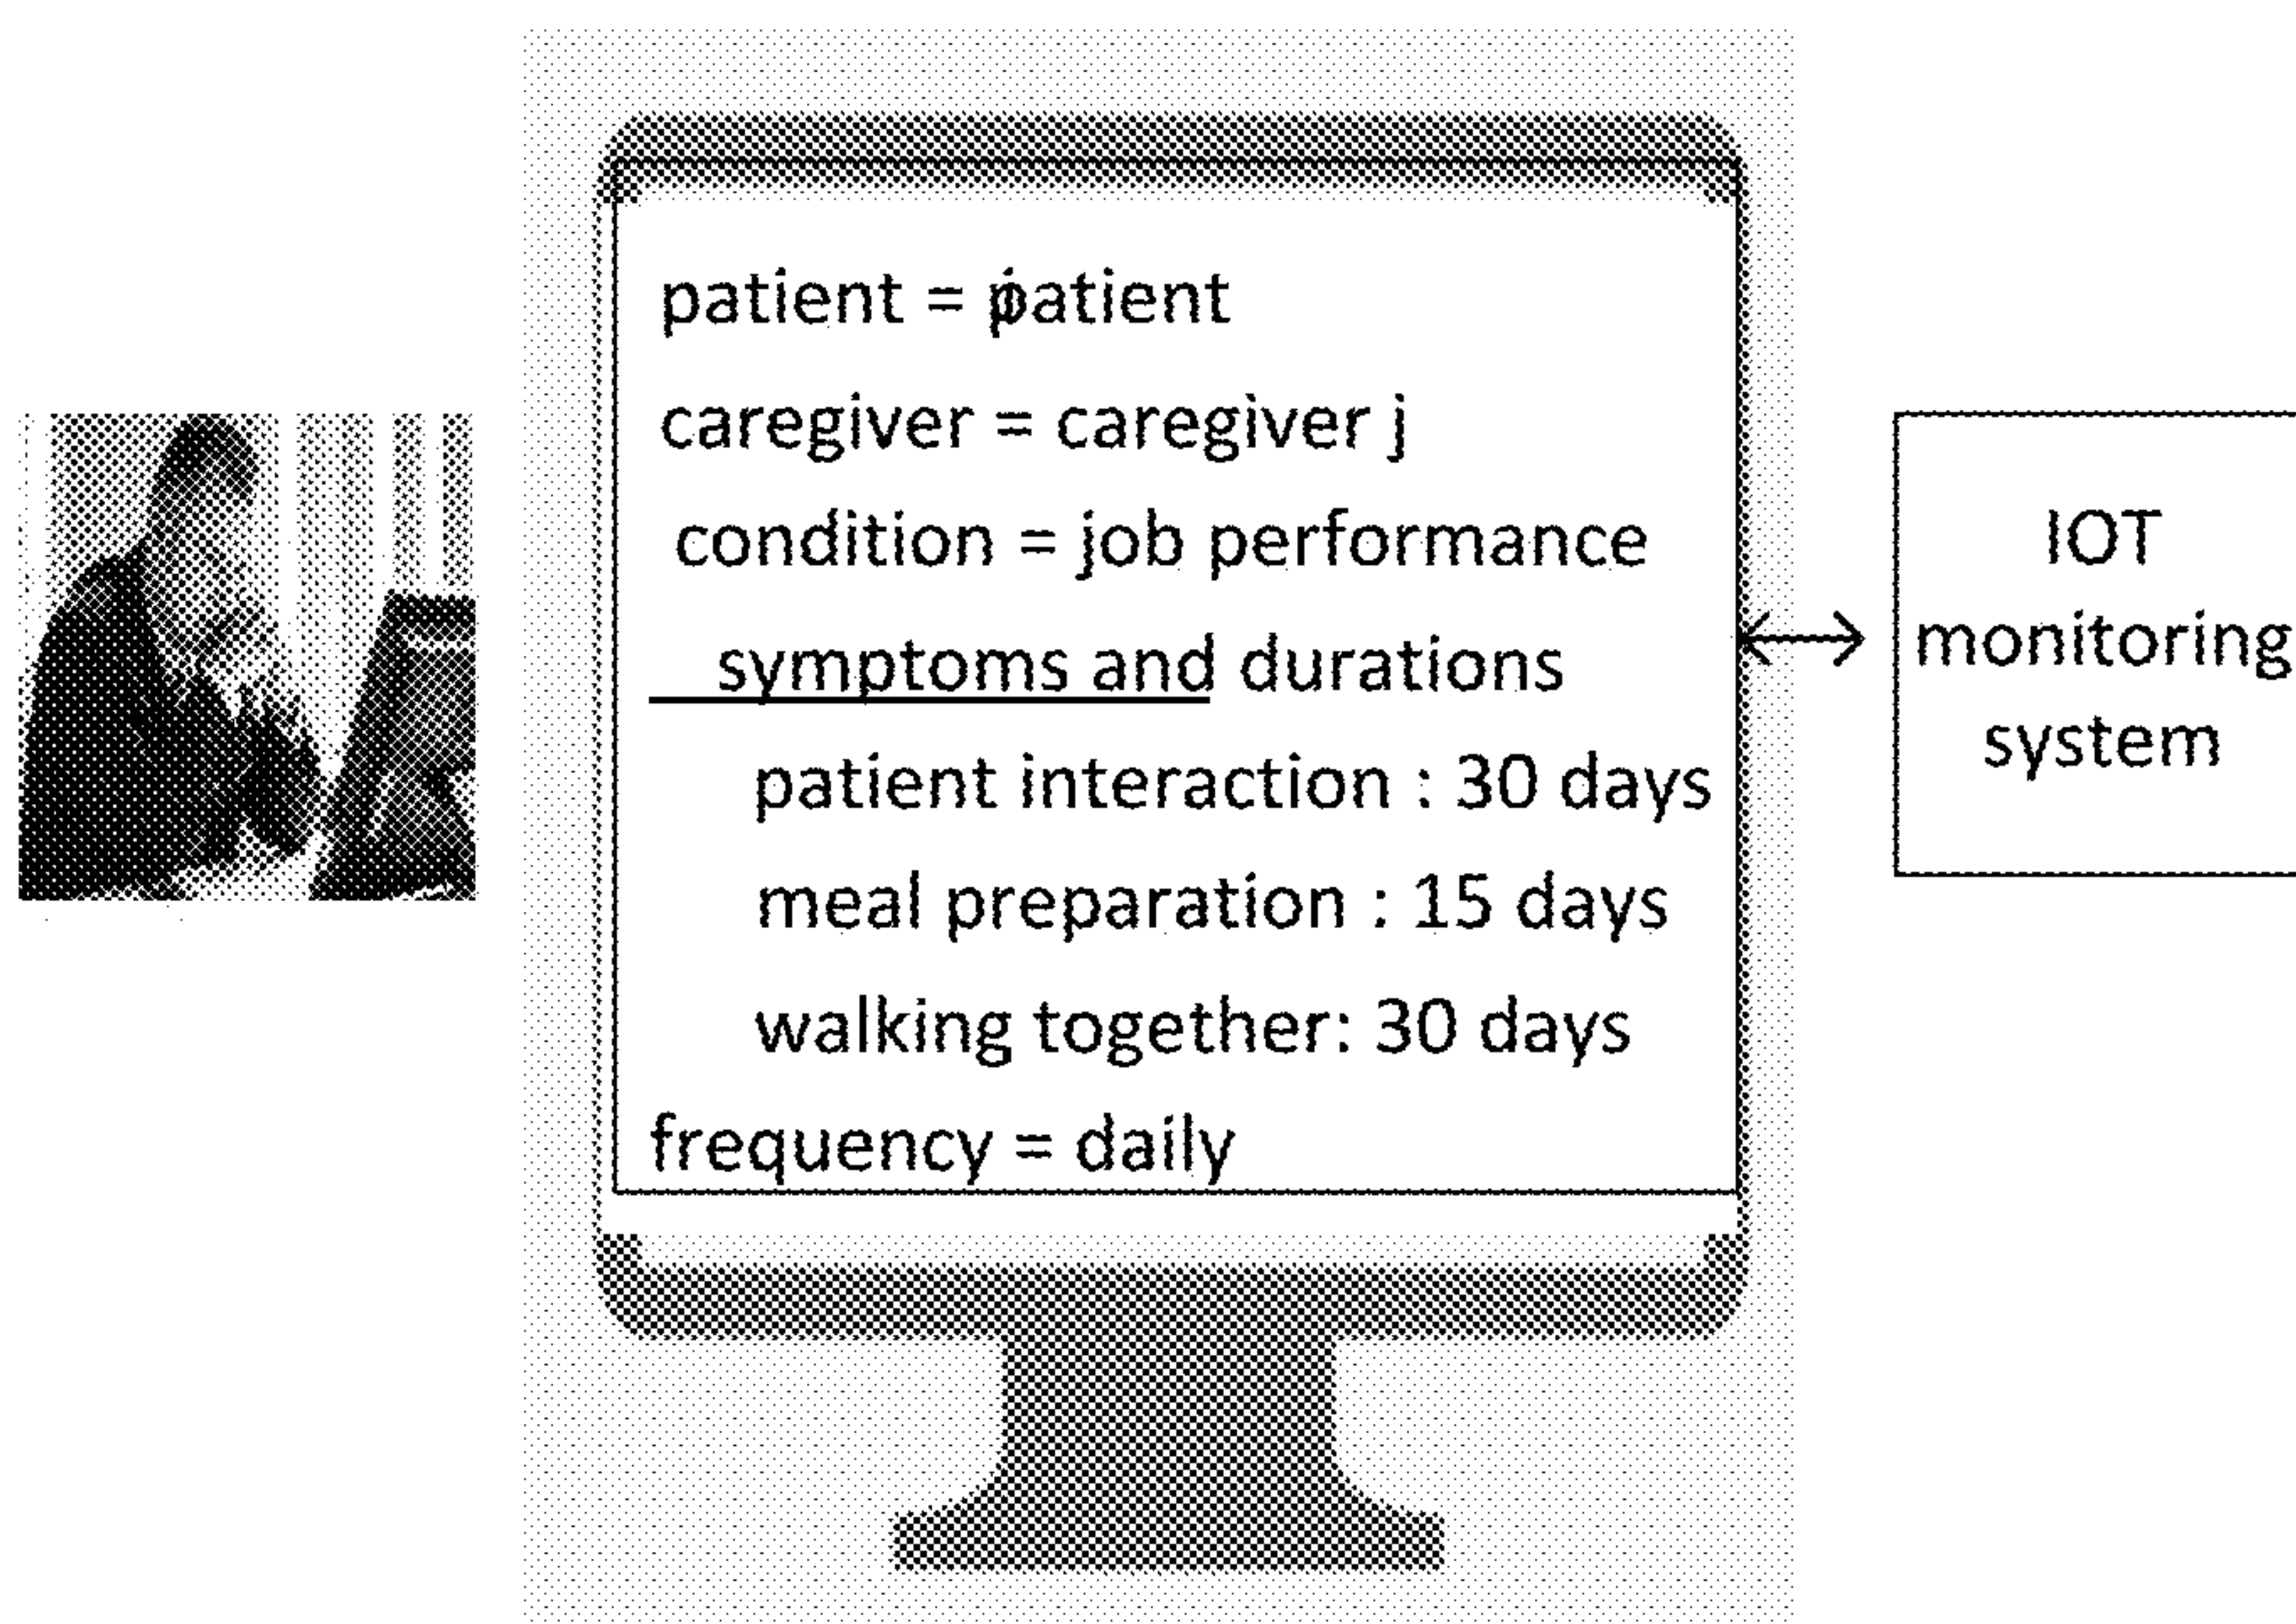 patient = patient
caregiver = caregiver j
condition = job performance
symptoms and durations
patient interaction : 30 days
meal preparation : 15 days
walking together: 30 days
frequency = daily
IOT
monitoring
system